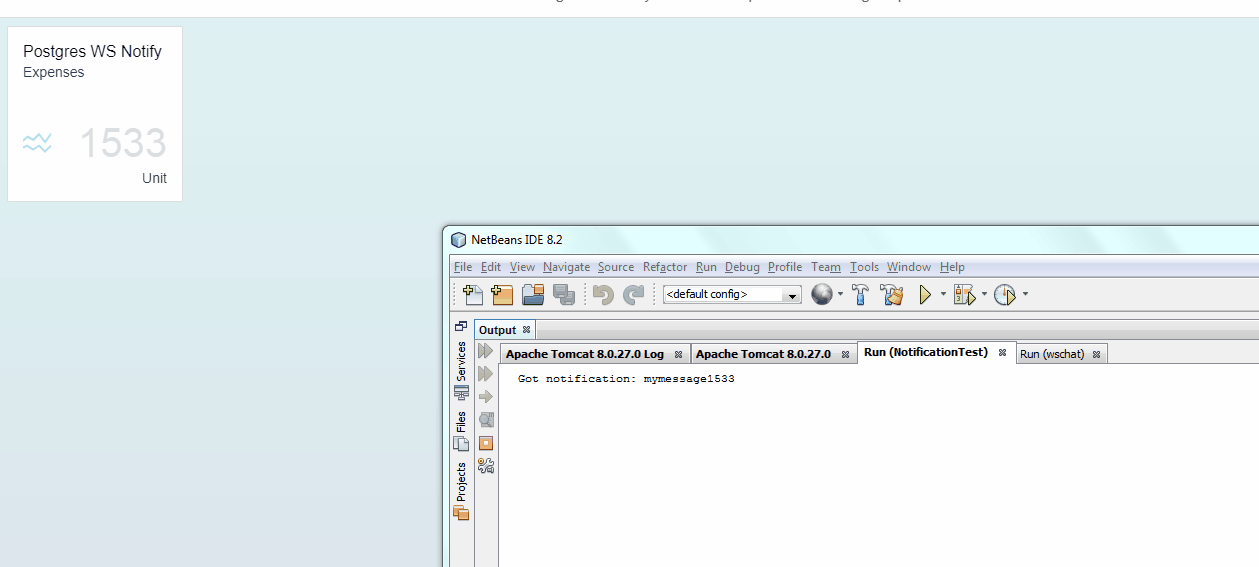 Postgres WS Notify
Expenses
1533
Unit
NetBeans IDE 8.2
File Edit View Navigate Source Refactor Run Debug Profile Team Tools Window Help
<default config>
Output
Apache Tomcat 8.0.27.0 Log Apache Tomcat 8.0.27.0 Run (NotificationTest) Run (wschat)
Got notification: mymessage1533
Services
Files
Projects